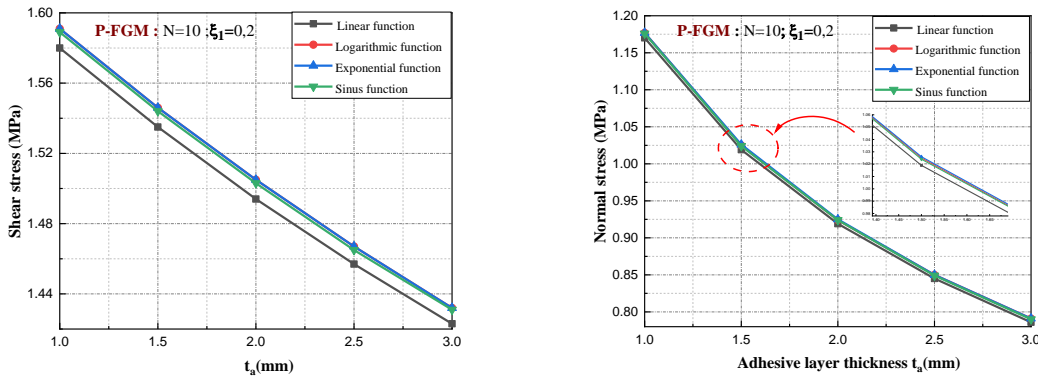 P-FGM : N=10 ;ξ1=0,2
Linear function
Logarithmic function
Exponential function
Sinus function
1.60
1.56
1.52
1.48
1.44
Shear stress (MPa)
1.0 1.5 2.0 2.5 3.0
ta(mm)
P-FGM : N=10; ξ1=0,2
Linear function
Logarithmic function
Exponential function
Sinus function
1.20
1.15
1.10
1.05
1.00
0.95
0.90
0.85
0.80
Normal stress (MPa)
1.0 1.5 2.0 2.5 3.0
Adhesive layer thickness ta(mm)